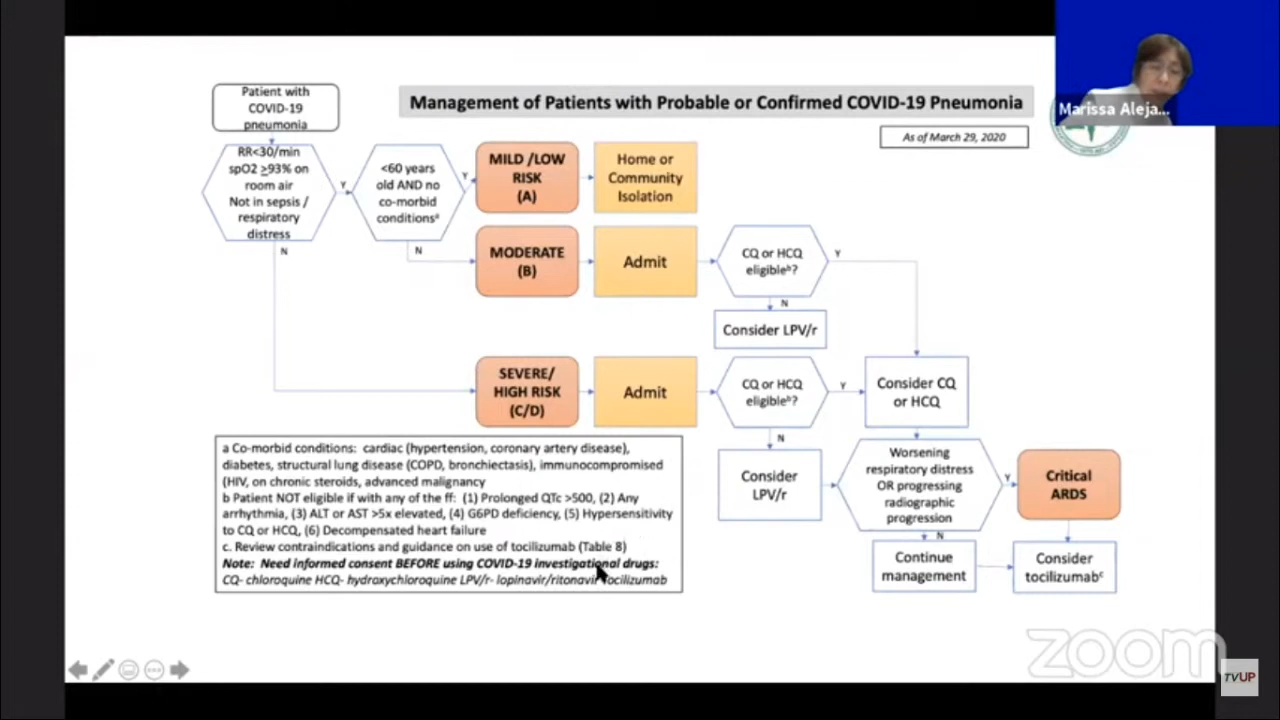 Management of Patients with Probable or Confirmed COVID-19 Pneumonia
As of March 29, 2020
Marissa Aleja...
Patient with
COVID-19
pneumonia
RR<30/min
spO2 ≥93% on
room air
Not in sepsis /
respiratory
distress
Y
N
<60 years
old AND no
co-morbid
conditionsᵃ
Y
N
MILD /LOW
RISK
(A)
Home or
Community
Isolation
MODERATE
(B)
Admit
CQ or HCQ
eligibleᵇ?
Y
N
Consider LPV/r
SEVERE/
HIGH RISK
(C/D)
Admit
CQ or HCQ
eligibleᵇ?
Y
N
Consider CQ
or HCQ
Consider
LPV/r
Worsening
respiratory distress
OR progressing
radiographic
progression
Y
N
Critical
ARDS
Continue
management
Consider
tocilizumabᶜ
a Co-morbid conditions: cardiac (hypertension, coronary artery disease),
diabetes, structural lung disease (COPD, bronchiectasis), immunocompromised
(HIV, on chronic steroids, advanced malignancy
b Patient NOT eligible if with any of the ff: (1) Prolonged QTc >500, (2) Any
arrhythmia, (3) ALT or AST >5x elevated, (4) G6PD deficiency, (5) Hypersensitivity
to CQ or HCQ, (6) Decompensated heart failure
c. Review contraindications and guidance on use of tocilizumab (Table 8)
Note: Need informed consent BEFORE using COVID-19 investigational drugs:
CQ- chloroquine HCQ- hydroxychloroquine LPV/r- lopinavir/ritonavir tocilizumab
zoom
TVUP